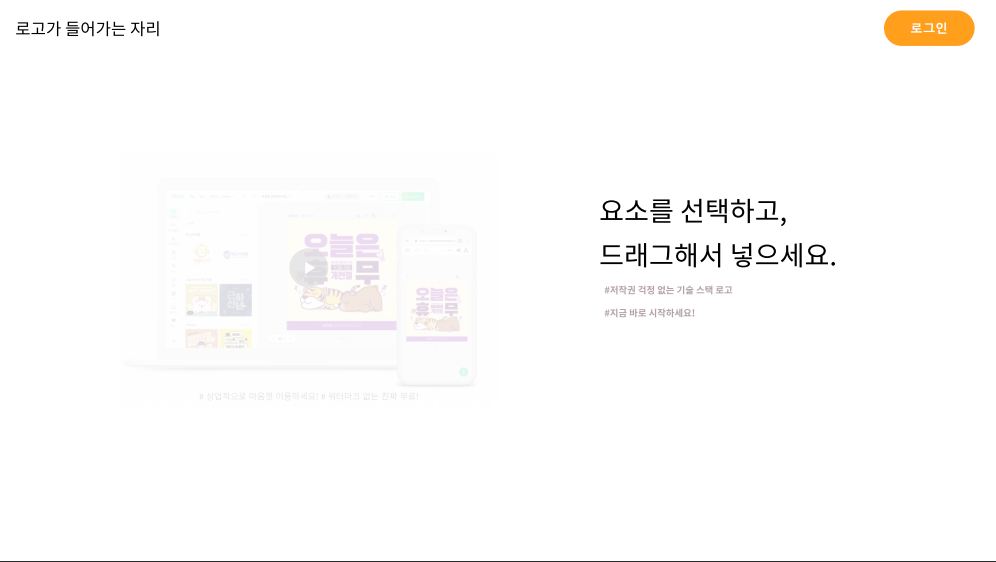 로고가 들어가는 자리
로그인
요소를 선택하고,
드래그해서 넣으세요.
#저작권 걱정 없는 기술 스택 로고
#지금 바로 시작하세요!
오늘은
휴무
# 상업적으로 마음껏 이용하세요! # 워터마크 없는 진짜 무료!